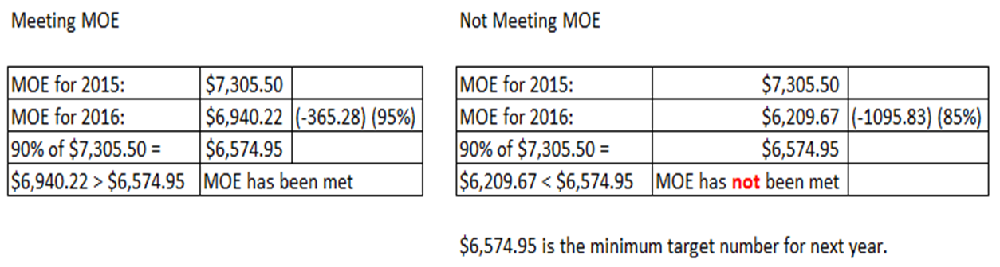 Meeting MOE
MOE for 2015: $7,305.50
MOE for 2016: $6,940.22 (-365.28) (95%)
90% of $7,305.50 = $6,574.95
$6,940.22 > $6,574.95 MOE has been met
Not Meeting MOE
MOE for 2015: $7,305.50
MOE for 2016: $6,209.67 (-1095.83) (85%)
90% of $7,305.50 = $6,574.95
$6,209.67 < $6,574.95 MOE has not been met
$6,574.95 is the minimum target number for next year.